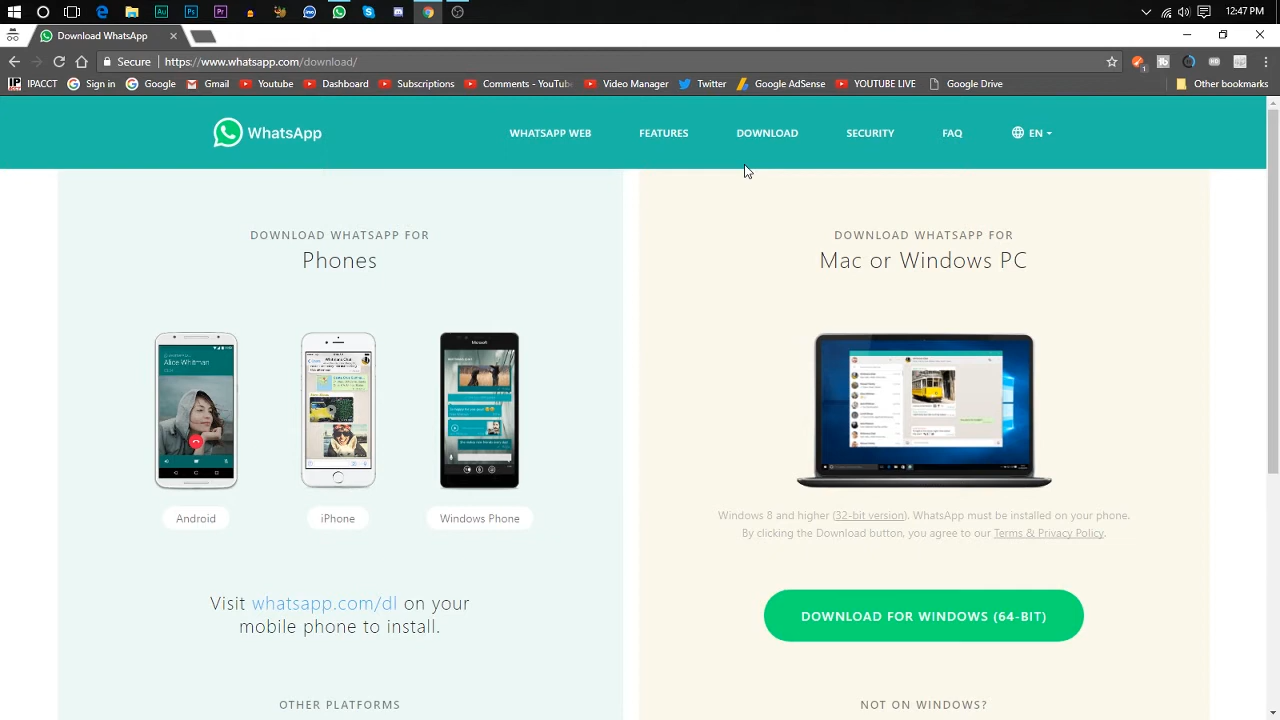 12:47 PM
Download WhatsApp
Secure
https://www.whatsapp.com/download/
IPACCT
Sign in
Google
Gmail
Youtube
Dashboard
Subscriptions
Comments - YouTube
Video Manager
Twitter
Google AdSense
YOUTUBE LIVE
Google Drive
Other bookmarks
WhatsApp
WHATSAPP WEB
FEATURES
DOWNLOAD
SECURITY
FAQ
EN
DOWNLOAD WHATSAPP FOR
Phones
Alice Whitman
Microsoft
Android
iPhone
Windows Phone
Visit whatsapp.com/dl on your
mobile phone to install.
OTHER PLATFORMS
DOWNLOAD WHATSAPP FOR
Mac or Windows PC
Windows 8 and higher (32-bit version). WhatsApp must be installed on your phone.
By clicking the Download button, you agree to our Terms & Privacy Policy.
DOWNLOAD FOR WINDOWS (64-BIT)
NOT ON WINDOWS?